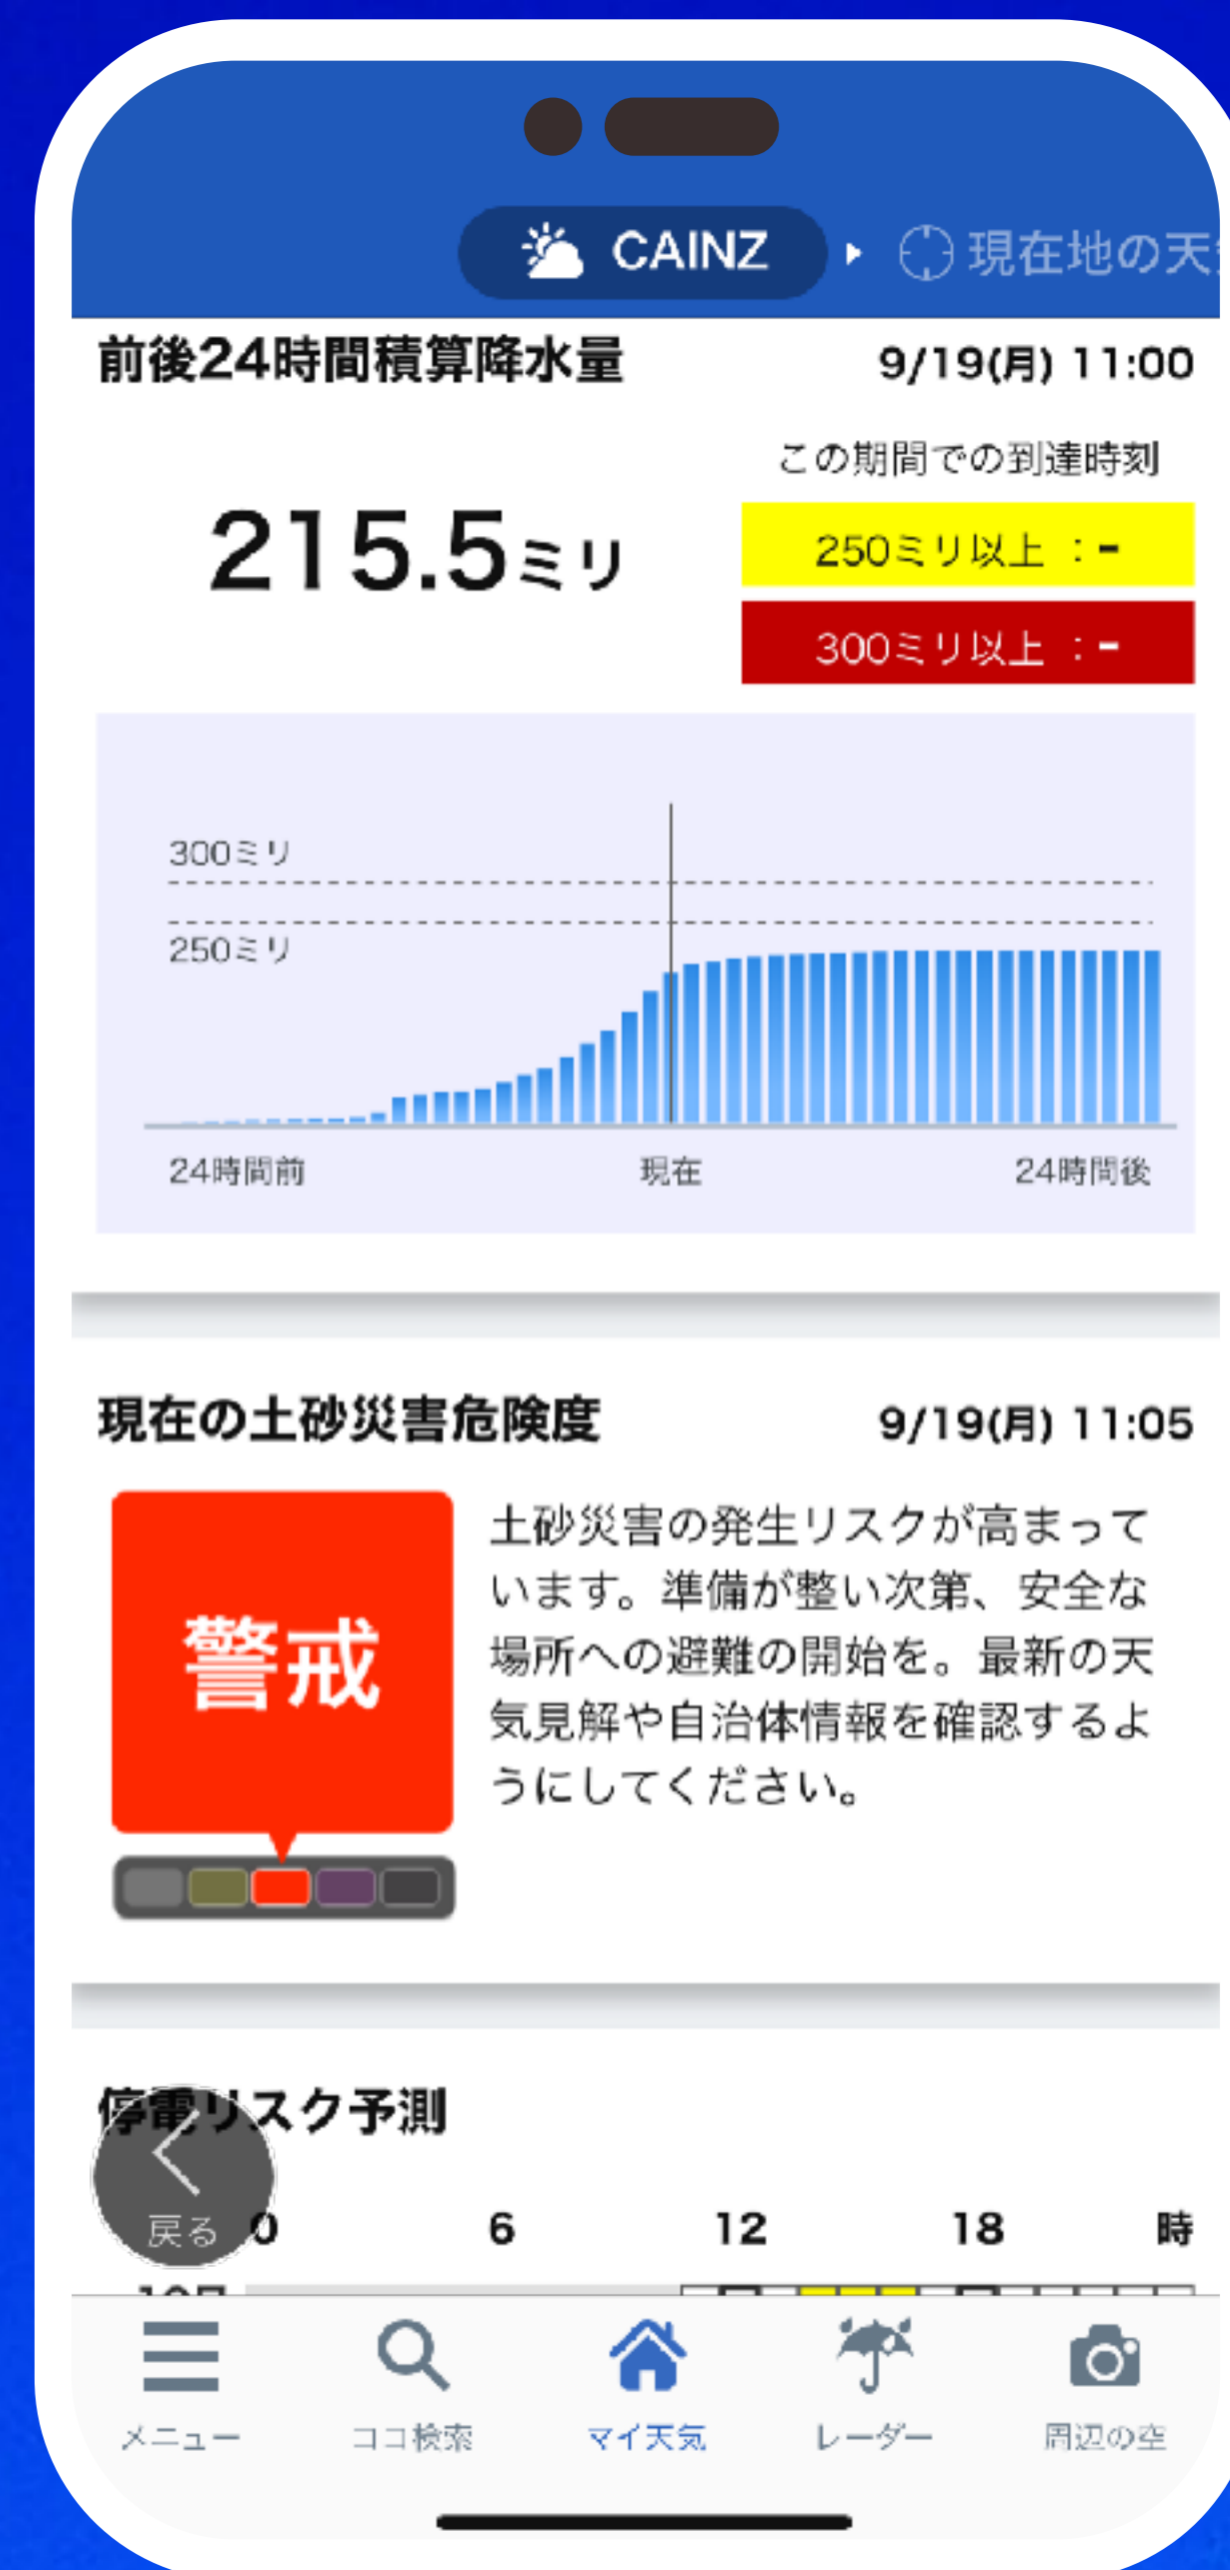 CAINZ
現在地の天
前後24時間積算降水量 9/19(月) 11:00
この期間での到達時刻
215.5ミリ
250ミリ以上 : -
300ミリ以上 : -
300ミリ
250ミリ
24時間前 現在 24時間後
現在の土砂災害危険度 9/19(月) 11:05
警戒
土砂災害の発生リスクが高まって
います。準備が整い次第、安全な
場所への避難の開始を。最新の天
気見解や自治体情報を確認するよ
うにしてください。
停電リスク予測
戻る
0 6 12 18 時
メニュー ココ検索 マイ天気 レーダー 周辺の空